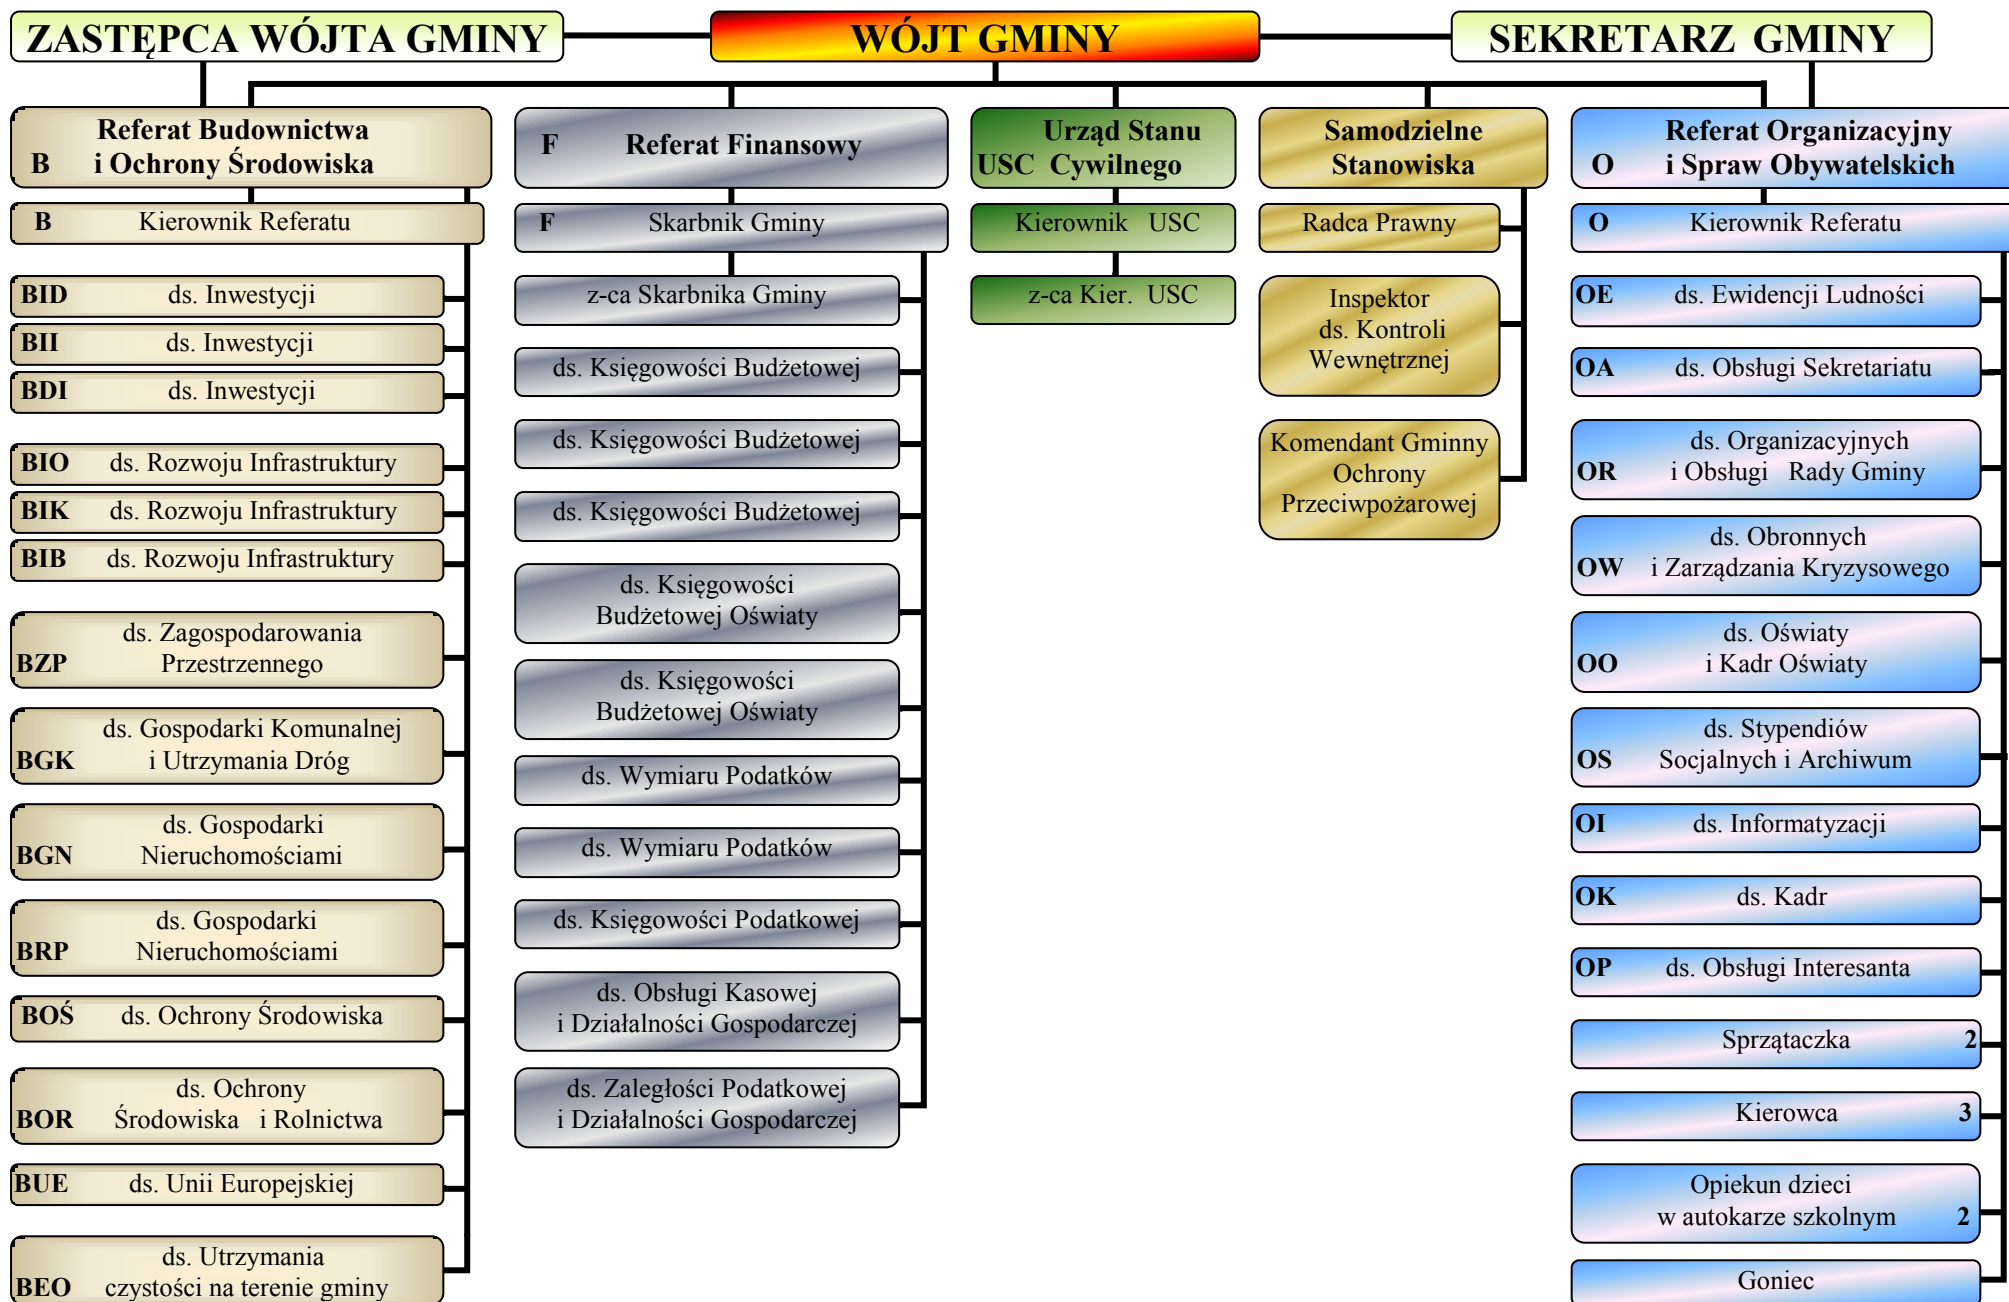 ZASTĘPCA WÓJTA GMINY
WÓJT GMINY
SEKRETARZ GMINY
Referat Budownictwa
B i Ochrony Środowiska
B Kierownik Referatu
BID ds. Inwestycji
BII ds. Inwestycji
BDI ds. Inwestycji
BIO ds. Rozwoju Infrastruktury
BIK ds. Rozwoju Infrastruktury
BIB ds. Rozwoju Infrastruktury
ds. Zagospodarowania
BZP Przestrzennego
ds. Gospodarki Komunalnej
BGK i Utrzymania Dróg
ds. Gospodarki
BGN Nieruchomościami
ds. Gospodarki
BRP Nieruchomościami
BOŚ ds. Ochrony Środowiska
ds. Ochrony
BOR Środowiska i Rolnictwa
BUE ds. Unii Europejskiej
ds. Utrzymania
BEO czystości na terenie gminy
F Referat Finansowy
F Skarbnik Gminy
z-ca Skarbnika Gminy
ds. Księgowości Budżetowej
ds. Księgowości Budżetowej
ds. Księgowości Budżetowej
ds. Księgowości
Budżetowej Oświaty
ds. Księgowości
Budżetowej Oświaty
ds. Wymiaru Podatków
ds. Wymiaru Podatków
ds. Księgowości Podatkowej
ds. Obsługi Kasowej
i Działalności Gospodarczej
ds. Zaległości Podatkowej
i Działalności Gospodarczej
Urząd Stanu
USC Cywilnego
Kierownik USC
z-ca Kier. USC
Samodzielne
Stanowiska
Radca Prawny
Inspektor
ds. Kontroli
Wewnętrznej
Komendant Gminny
Ochrony
Przeciwpożarowej
Referat Organizacyjny
O i Spraw Obywatelskich
O Kierownik Referatu
OE ds. Ewidencji Ludności
OA ds. Obsługi Sekretariatu
ds. Organizacyjnych
OR i Obsługi Rady Gminy
ds. Obronnych
OW i Zarządzania Kryzysowego
ds. Oświaty
OO i Kadr Oświaty
ds. Stypendiów
OS Socjalnych i Archiwum
OI ds. Informatyzacji
OK ds. Kadr
OP ds. Obsługi Interesanta
Sprzątaczka 2
Kierowca 3
Opiekun dzieci
w autokarze szkolnym 2
Goniec